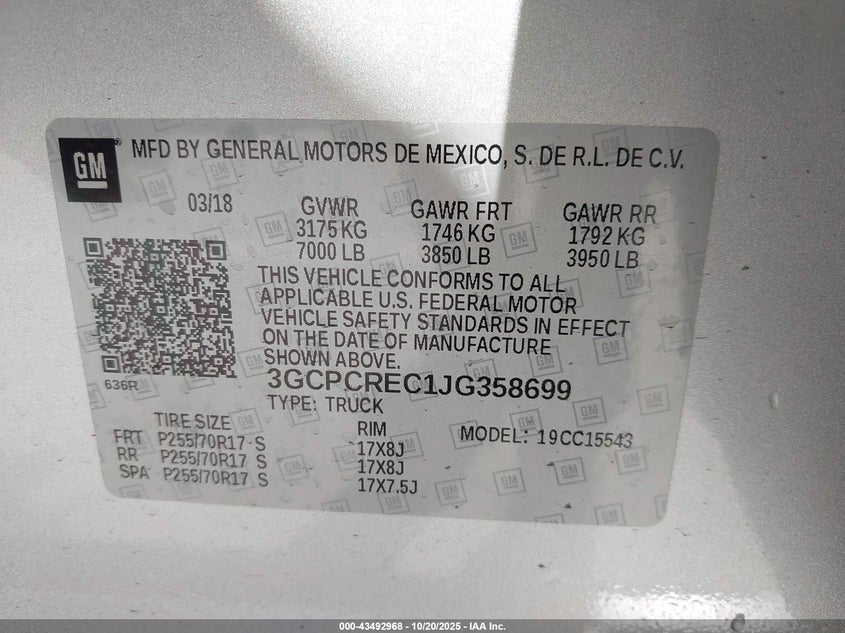 GM
MFD BY GENERAL MOTORS DE MEXICO, S. DE R.L. DE C.V.
03/18 GVWR GAWR FRT GAWR RR
3175 KG 1746 KG 1792 KG
7000 LB 3850 LB 3950 LB
THIS VEHICLE CONFORMS TO ALL
APPLICABLE U.S. FEDERAL MOTOR
VEHICLE SAFETY STANDARDS IN EFFECT
ON THE DATE OF MANUFACTURE
SHOWN ABOVE.
636R
3GCPCREC1JG358699
TYPE: TRUCK
TIRE SIZE RIM MODEL: 19CC15543
FRT P255/70R17 S 17X8J
RR P255/70R17 S 17X8J
SPA P255/70R17 S 17X7.5J
000-43492968 - 10/20/2025 - IAA Inc.